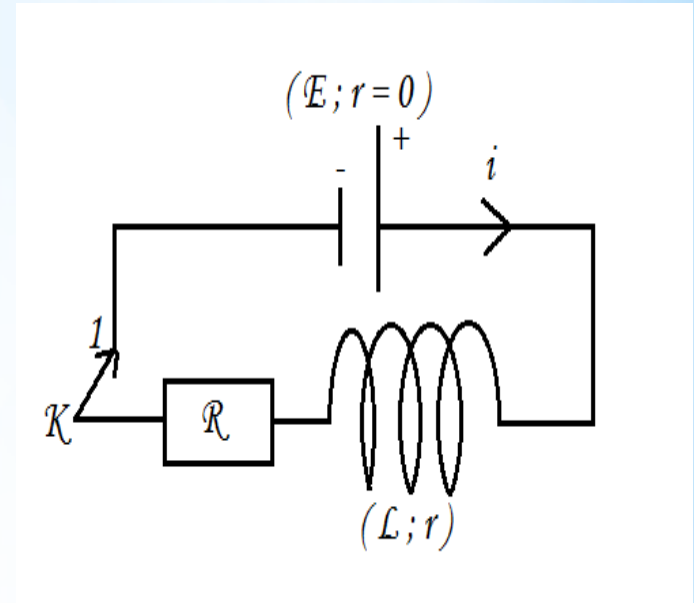 (E ; r = 0)
- +
i
1
K
R
(L ; r)